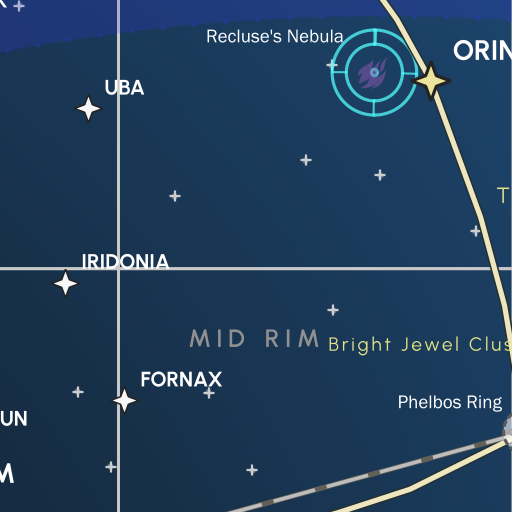 Recluse's Nebula
ORIN
UBA
T
IRIDONIA
MID RIM
Bright Jewel Clus
FORNAX
Phelbos Ring
UN
M